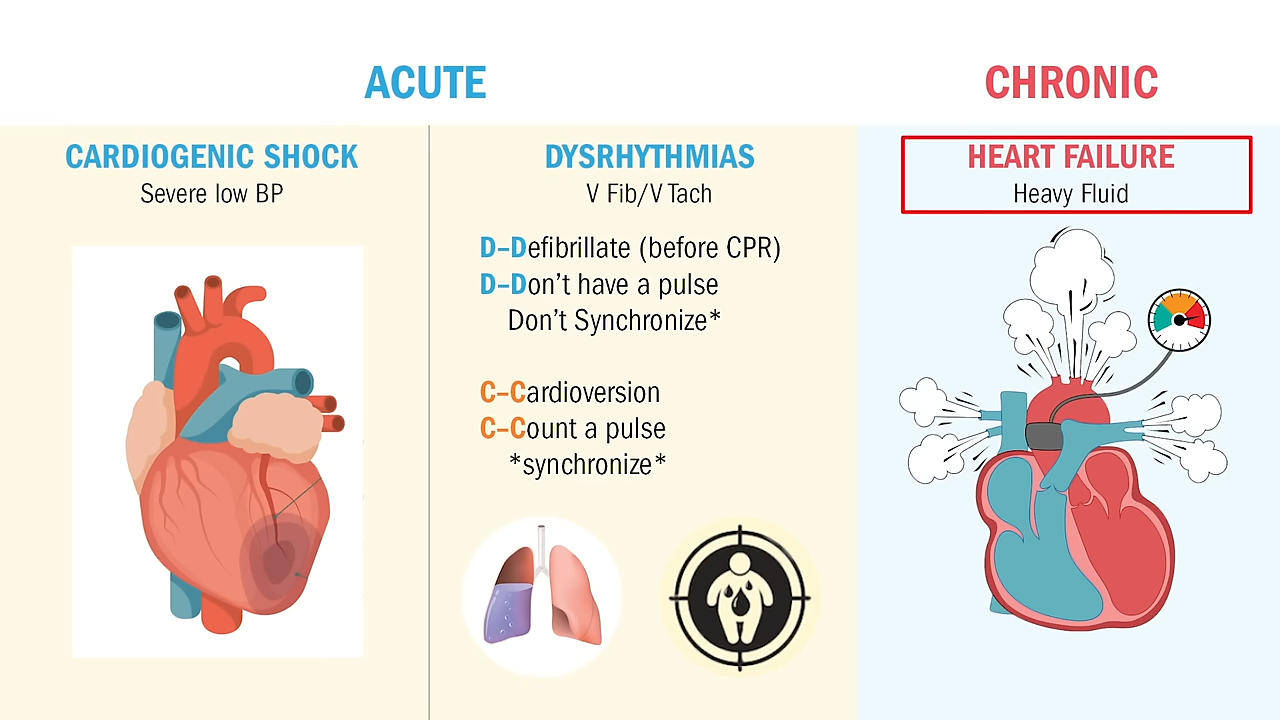 ACUTE
CHRONIC
CARDIOGENIC SHOCK
Severe low BP
DYSRHYTHMIAS
V Fib/V Tach
D–Defibrillate (before CPR)
D–Don’t have a pulse
Don’t Synchronize*
C–Cardioversion
C–Count a pulse
*synchronize*
HEART FAILURE
Heavy Fluid